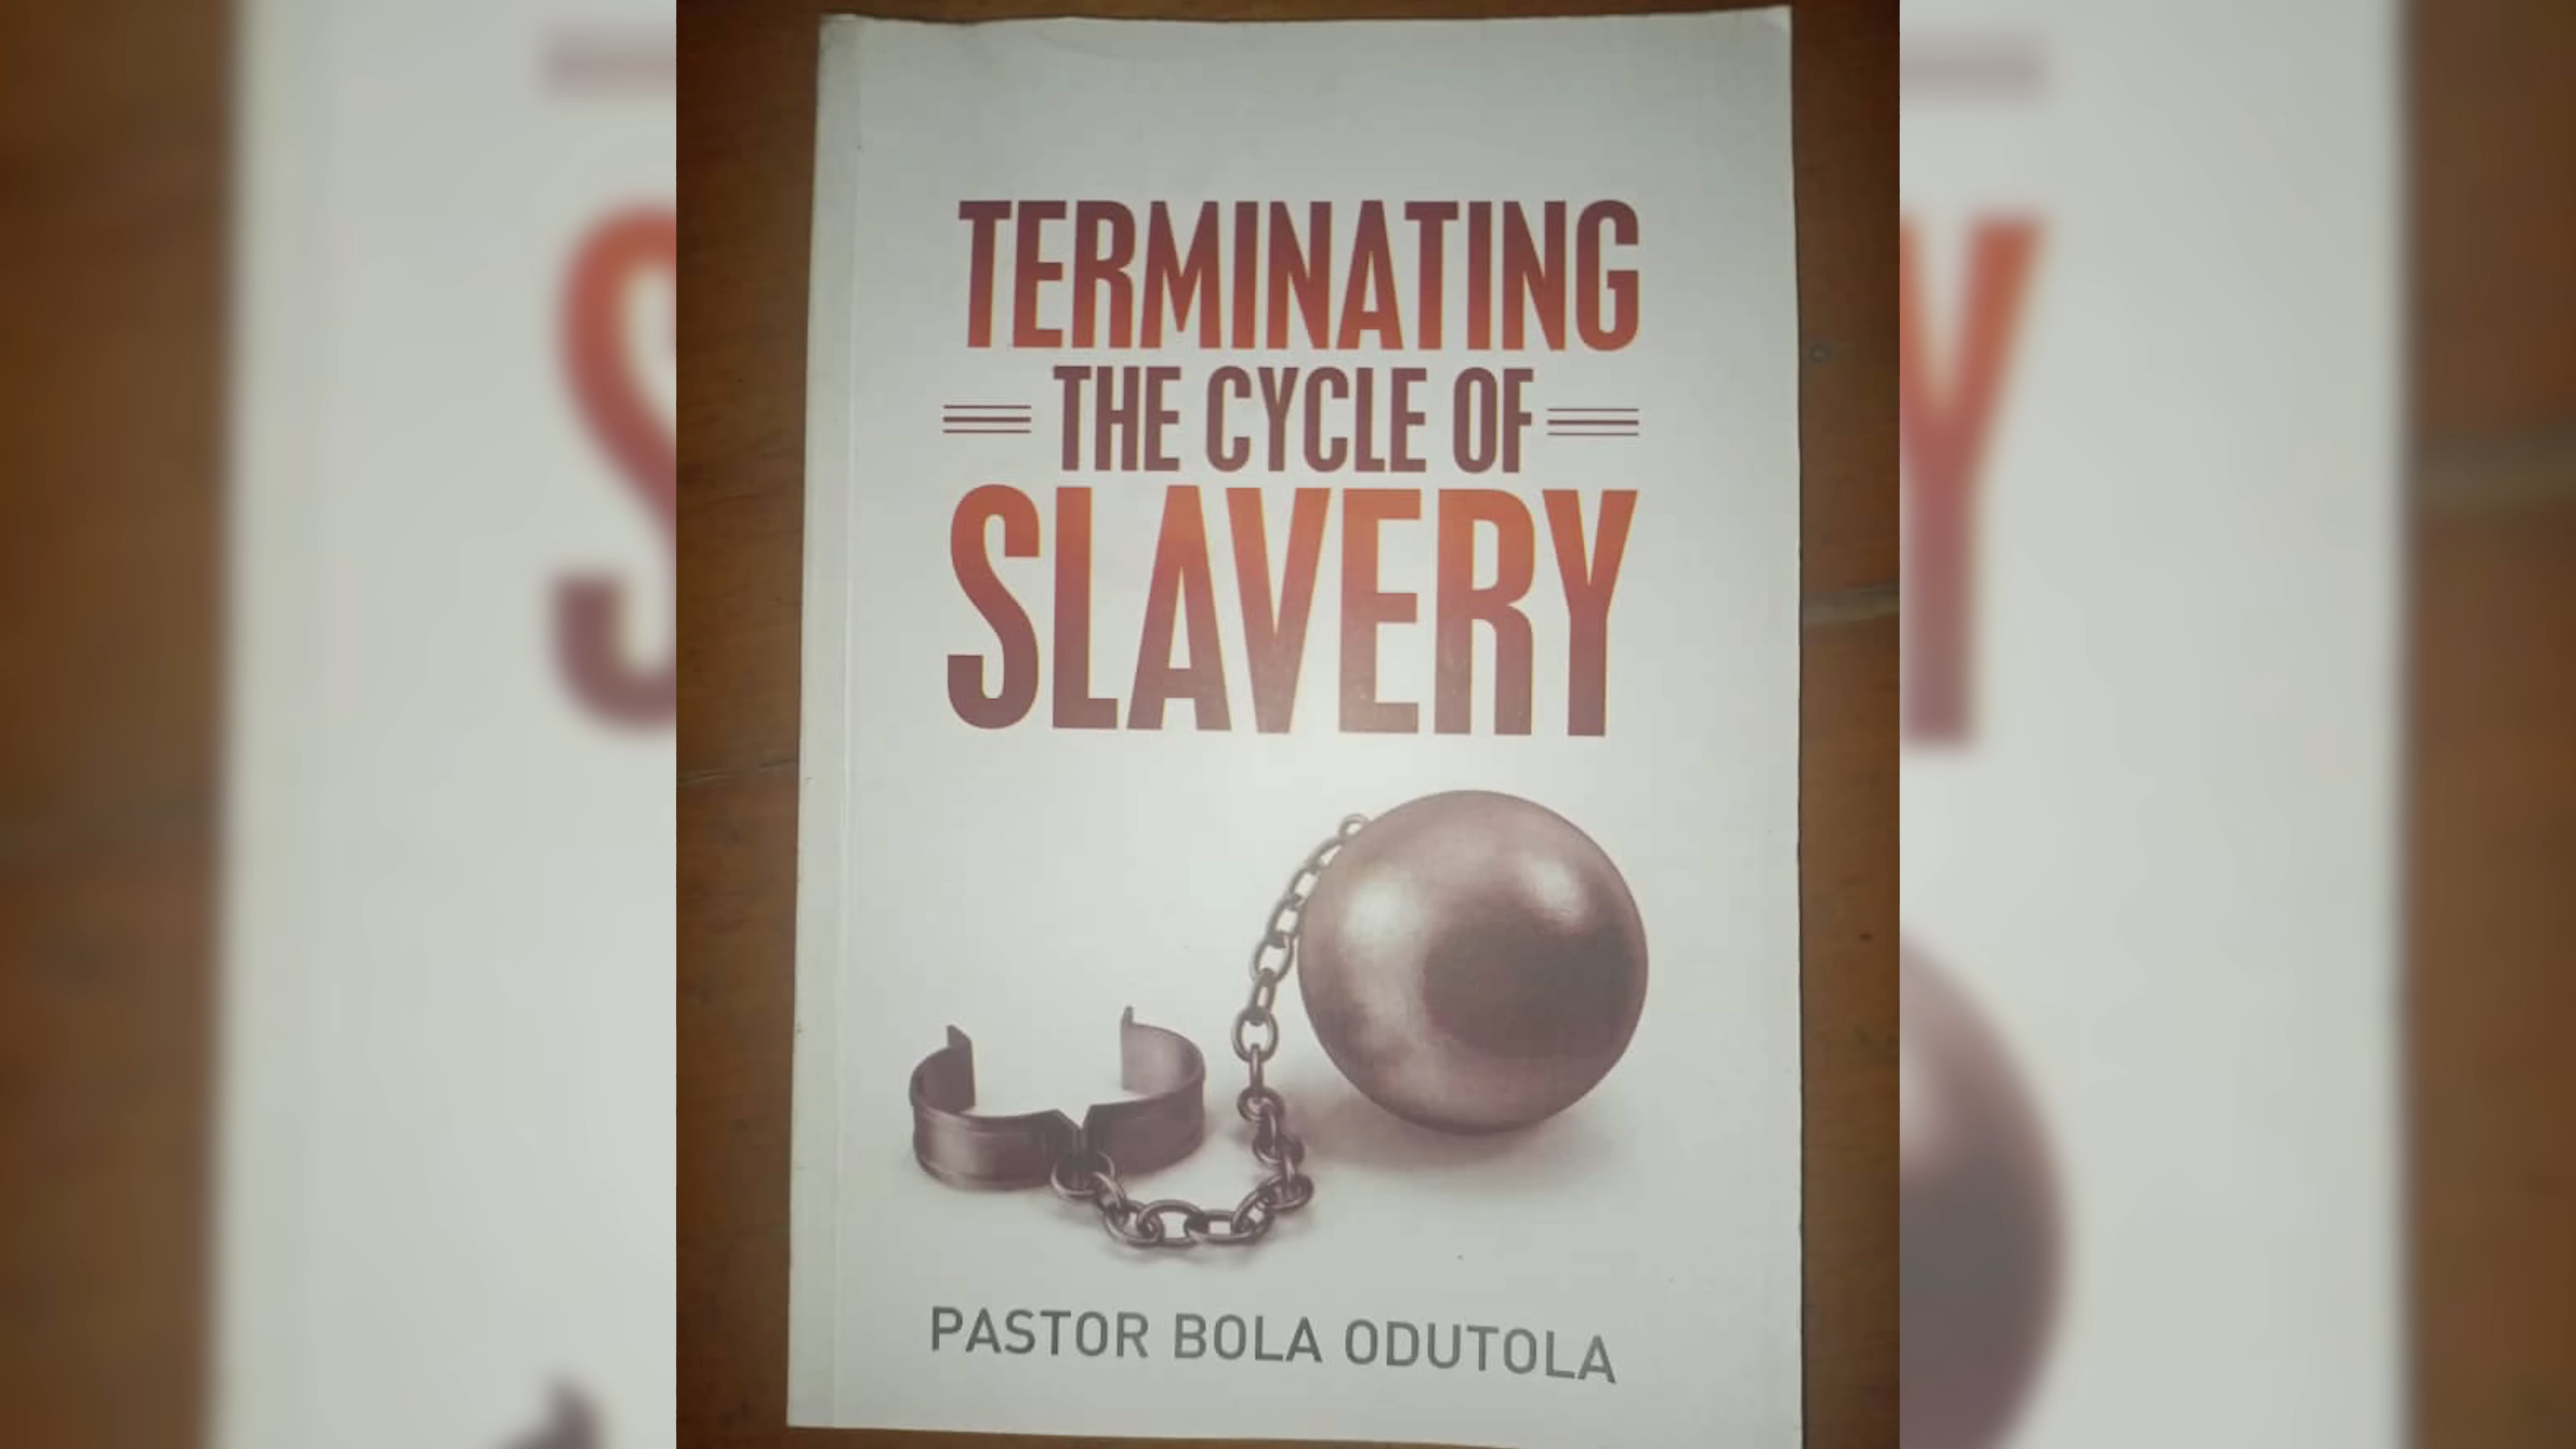 TERMINATING
THE CYCLE OF
SLAVERY
PASTOR BOLA ODUTOLA